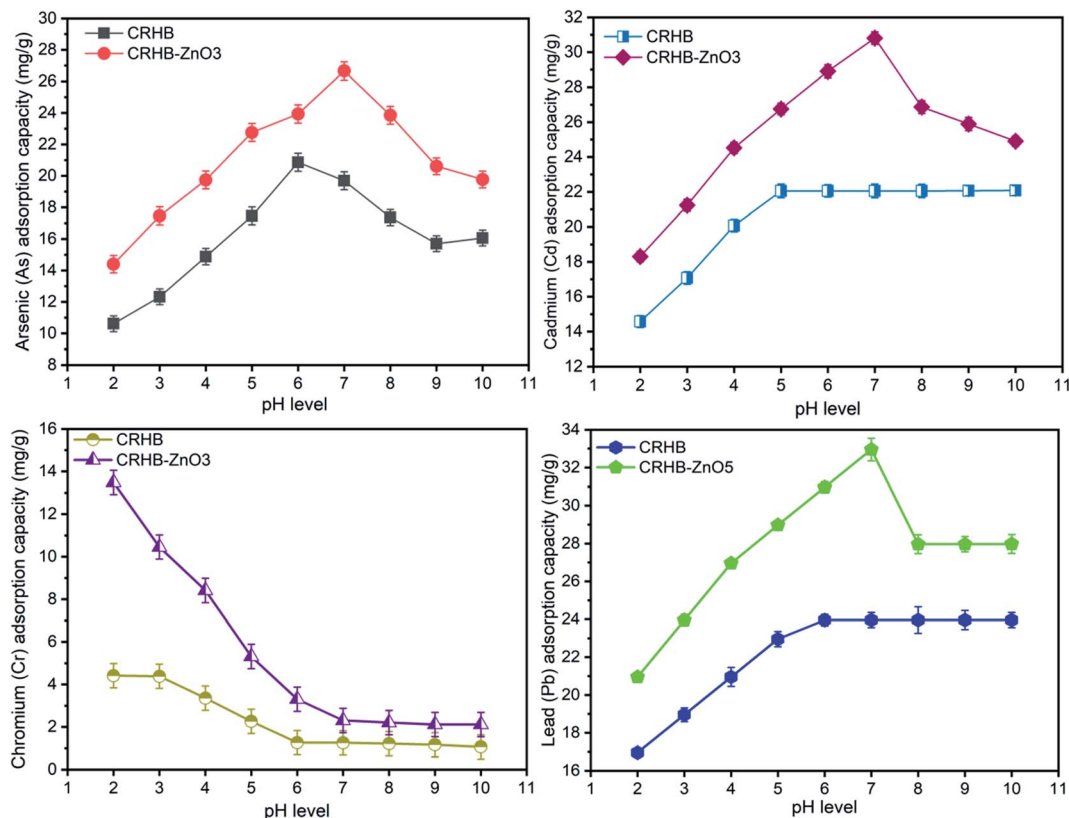 Arsenic (As) adsorption capacity (mg/g)
30
28
26
24
22
20
18
16
14
12
10
8
CRHB
CRHB-ZnO3
1 2 3 4 5 6 7 8 9 10 11
pH level
Cadmium (Cd) adsorption capacity (mg/g)
32
30
28
26
24
22
20
18
16
14
12
CRHB
CRHB-ZnO3
1 2 3 4 5 6 7 8 9 10 11
pH level
Chromium (Cr) adsorption capacity (mg/g)
16
14
12
10
8
6
4
2
0
CRHB
CRHB-ZnO3
1 2 3 4 5 6 7 8 9 10 11
pH level
Lead (Pb) adsorption capacity (mg/g)
34
32
30
28
26
24
22
20
18
16
CRHB
CRHB-ZnO5
1 2 3 4 5 6 7 8 9 10 11
pH level